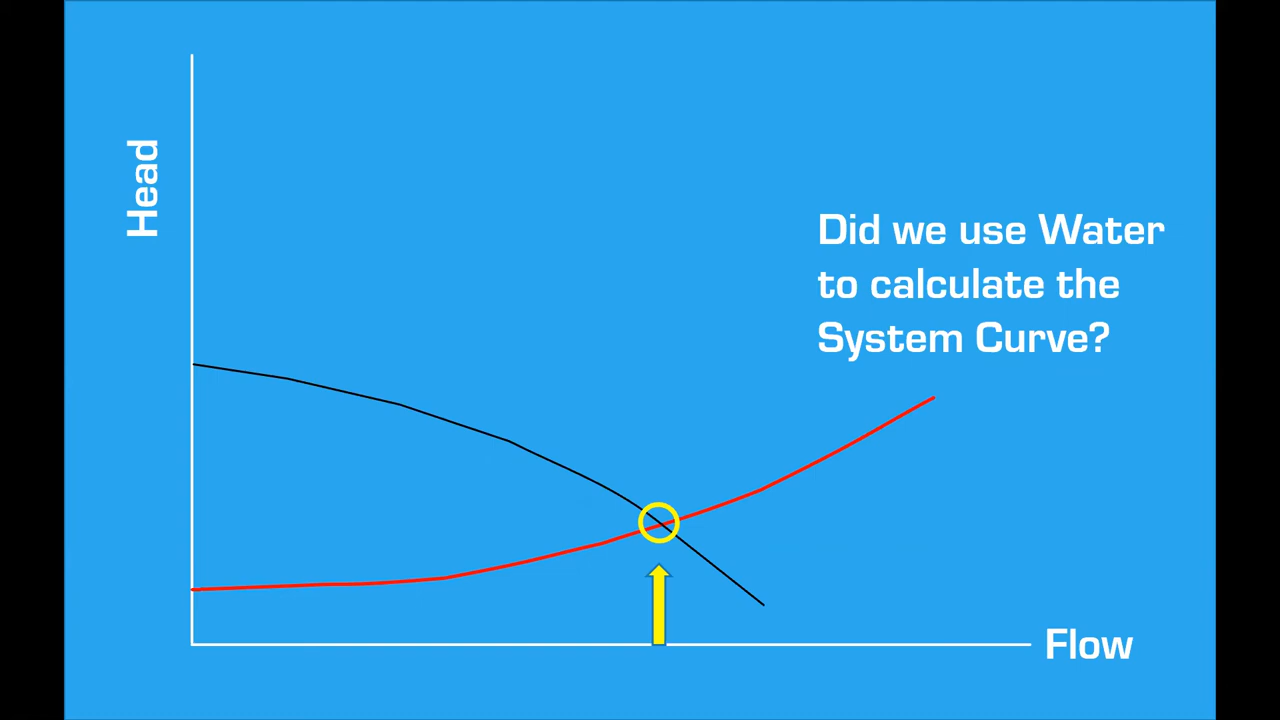 Head
Did we use Water
to calculate the
System Curve?
Flow